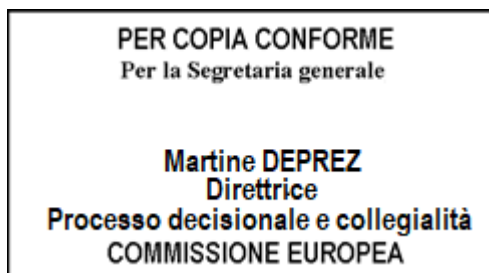 PER COPIA CONFORME
Per la Segretaria generale
Martine DEPREZ
Direttrice
Processo decisionale e collegialità
COMMISSIONE EUROPEA